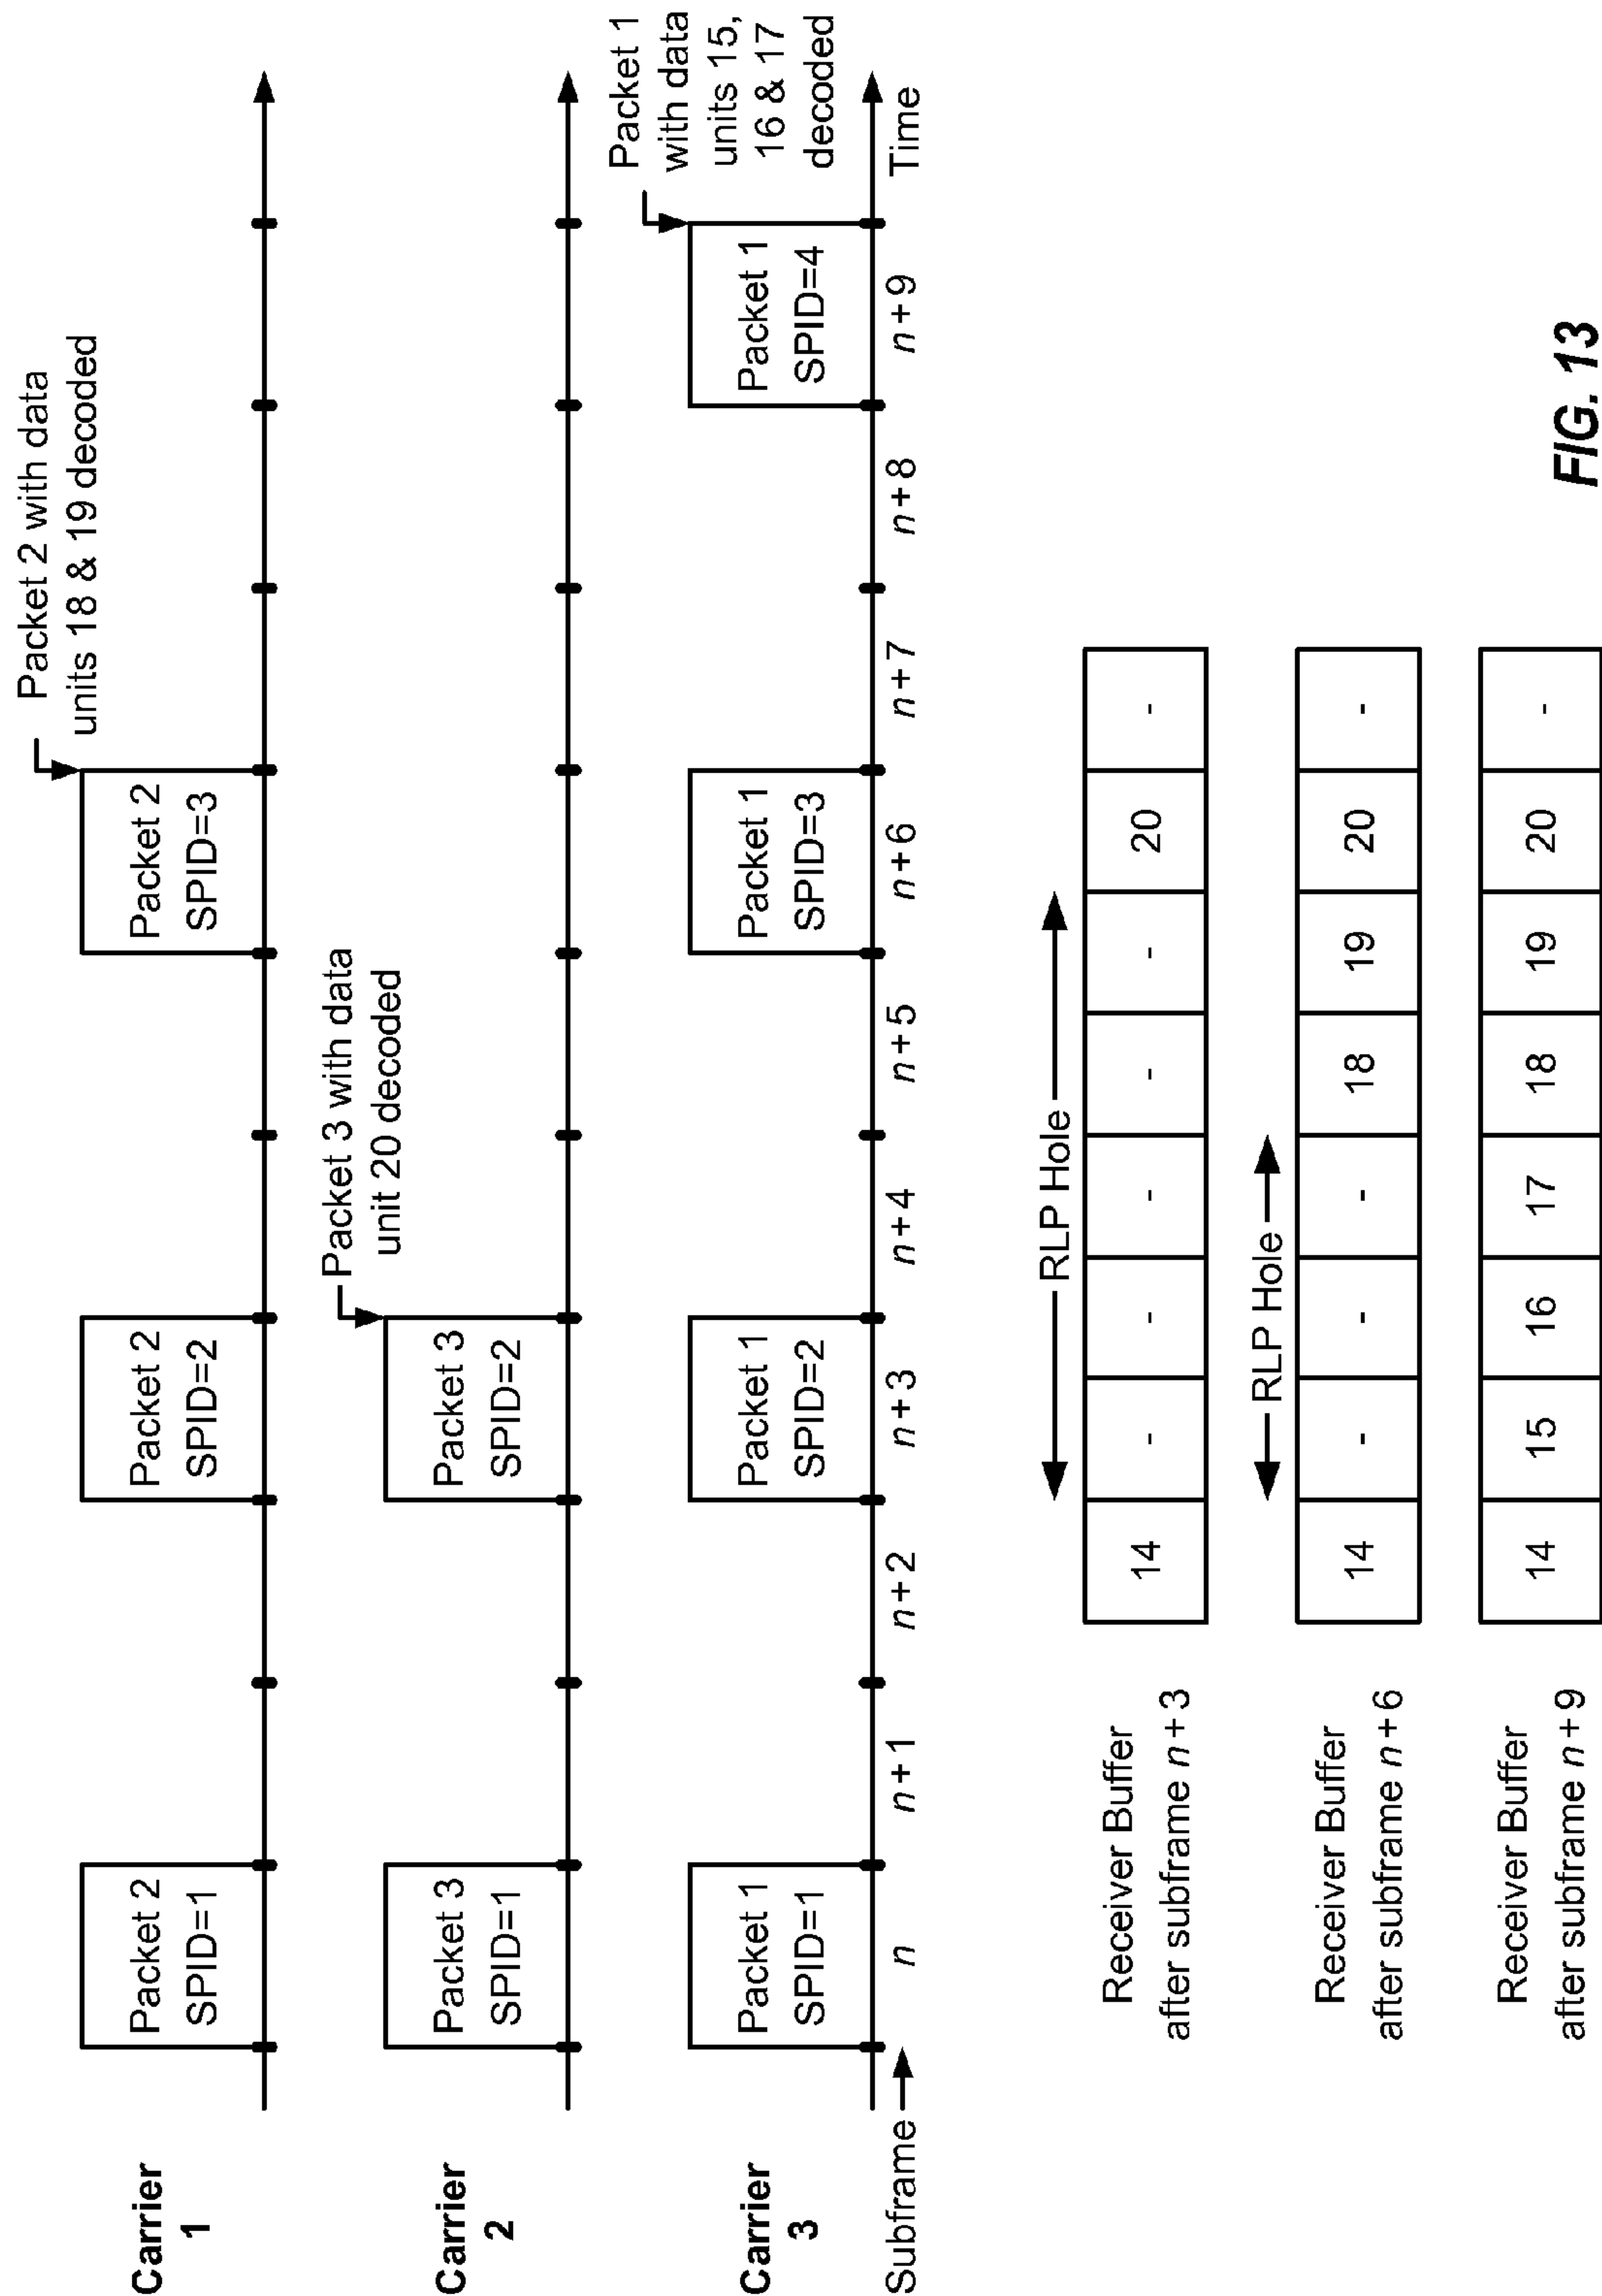 Packet 2 with data
units 18 & 19 decoded
Carrier
1
Packet 2
SPID=1
Packet 2
SPID=2
Packet 2
SPID=3
Packet 3 with data
unit 20 decoded
Carrier
2
Packet 3
SPID=1
Packet 3
SPID=2
Packet 1
with data
units 15,
16 & 17
decoded
Carrier
3
Packet 1
SPID=1
Packet 1
SPID=2
Packet 1
SPID=3
Packet 1
SPID=4
Subframe
n
n + 1
n + 2
n + 3
n + 4
n + 5
n + 6
n + 7
n + 8
n + 9
Time
RLP Hole
Receiver Buffer
after subframe n + 3
14 - - - - - 20 -
RLP Hole
Receiver Buffer
after subframe n + 6
14 - - - 18 19 20 -
Receiver Buffer
after subframe n + 9
14 15 16 17 18 19 20 -
FIG. 13